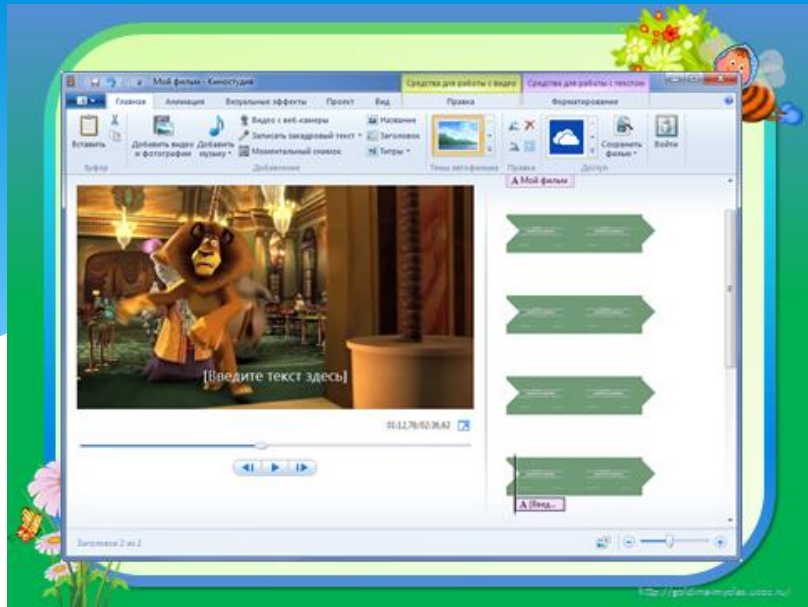 Мой фильм - Киностудия
Средства для работы с видео
Средства для работы с текстом
Главная
Анимация
Визуальные эффекты
Проект
Вид
Правка
Форматирование
Вставить
Добавить видео и фотографии
Добавить музыку
Видео с веб-камеры
Записать закадровый текст
Моментальный снимок
Название
Заголовок
Титры
Сохранить фильм
Войти
Буфер
Добавление
Темы автофильма
Правка
Доступ
A Мой фильм
[Введите текст здесь]
01:12,78/02:36,62
A [Введ...
Заголовок 2 из 2